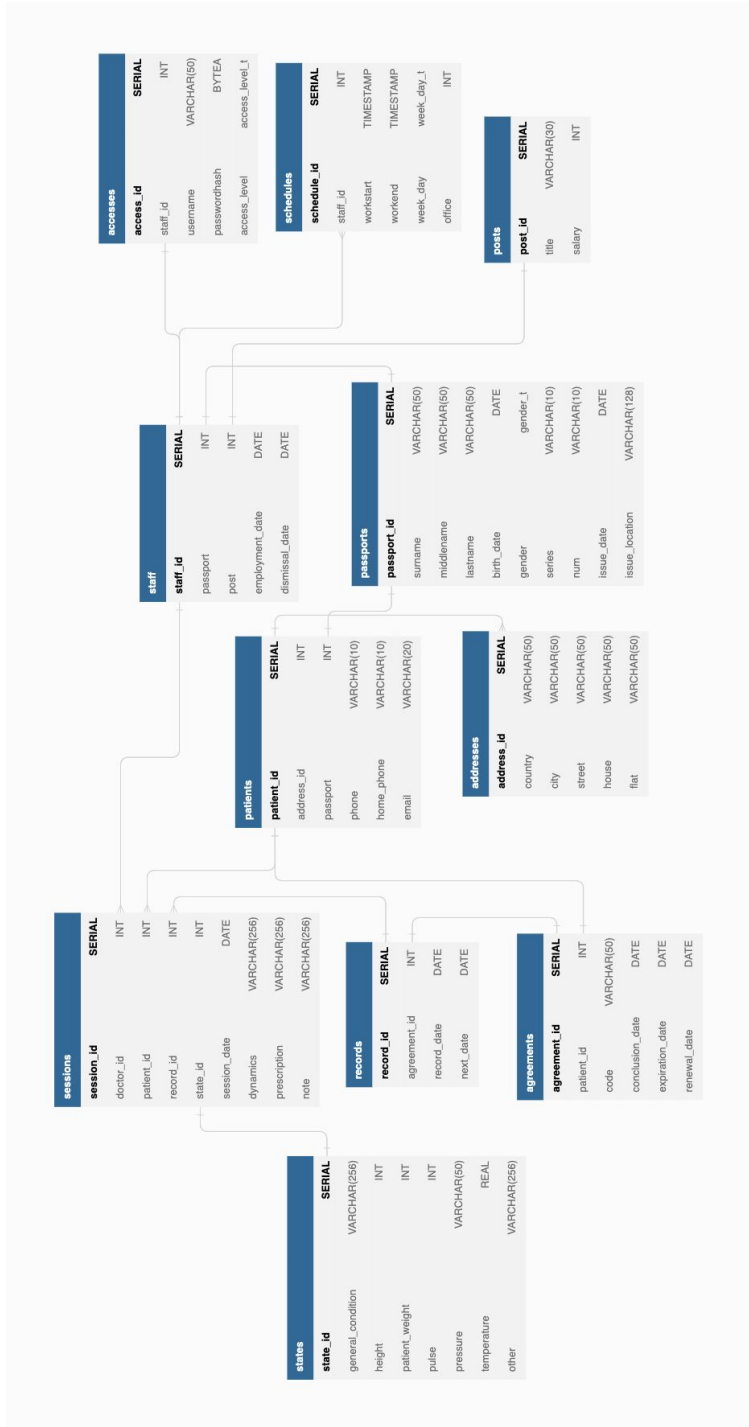 states
state_id SERIAL
general_condition VARCHAR(256)
height INT
patient_weight INT
pulse INT
pressure VARCHAR(50)
temperature REAL
other VARCHAR(256)
sessions
session_id SERIAL
doctor_id INT
patient_id INT
record_id INT
state_id INT
session_date DATE
dynamics VARCHAR(256)
prescription VARCHAR(256)
note VARCHAR(256)
records
record_id SERIAL
agreement_id INT
record_date DATE
next_date DATE
agreements
agreement_id SERIAL
patient_id INT
code VARCHAR(50)
conclusion_date DATE
expiration_date DATE
renewal_date DATE
patients
patient_id SERIAL
address_id INT
passport INT
phone VARCHAR(10)
home_phone VARCHAR(10)
email VARCHAR(20)
addresses
address_id SERIAL
country VARCHAR(50)
city VARCHAR(50)
street VARCHAR(50)
house VARCHAR(50)
flat VARCHAR(50)
staff
staff_id SERIAL
passport INT
post INT
employment_date DATE
dismissal_date DATE
passports
passport_id SERIAL
surname VARCHAR(50)
middlename VARCHAR(50)
lastname VARCHAR(50)
birth_date DATE
gender gender_t
series VARCHAR(10)
num VARCHAR(10)
issue_date DATE
issue_location VARCHAR(128)
accesses
access_id SERIAL
staff_id INT
username VARCHAR(50)
passwordhash BYTEA
access_level access_level_t
schedules
schedule_id SERIAL
staff_id INT
workstart TIMESTAMP
workend TIMESTAMP
week_day week_day_t
office INT
posts
post_id SERIAL
title VARCHAR(30)
salary INT